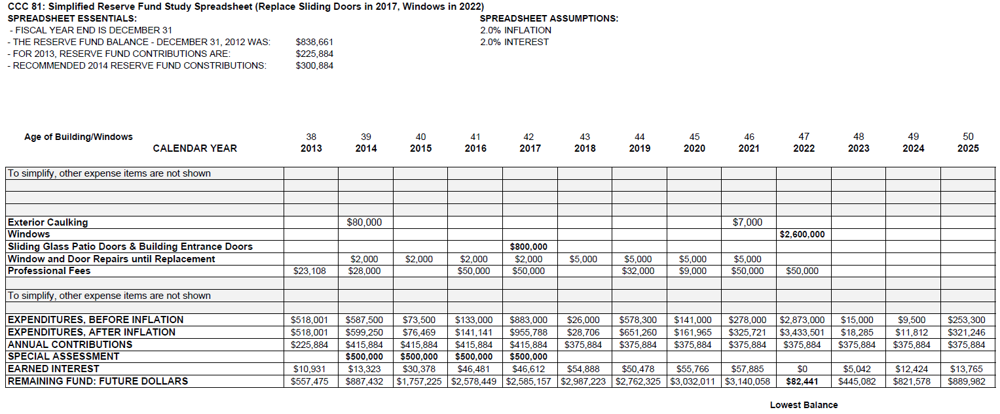 CCC 81: Simplified Reserve Fund Study Spreadsheet (Replace Sliding Doors in 2017, Windows in 2022)
SPREADSHEET ESSENTIALS: SPREADSHEET ASSUMPTIONS:
- FISCAL YEAR END IS DECEMBER 31 2.0% INFLATION
- THE RESERVE FUND BALANCE - DECEMBER 31, 2012 WAS: $838,661 2.0% INTEREST
- FOR 2013, RESERVE FUND CONTRIBUTIONS ARE: $225,884
- RECOMMENDED 2014 RESERVE FUND CONSTRIBUTIONS: $300,884
Age of Building/Windows 38 39 40 41 42 43 44 45 46 47 48 49 50
CALENDAR YEAR 2013 2014 2015 2016 2017 2018 2019 2020 2021 2022 2023 2024 2025
To simplify, other expense items are not shown
Exterior Caulking $80,000 $7,000
Windows $2,600,000
Sliding Glass Patio Doors & Building Entrance Doors $800,000
Window and Door Repairs until Replacement $2,000 $2,000 $2,000 $2,000 $5,000 $5,000 $5,000 $5,000
Professional Fees $23,108 $28,000 $50,000 $50,000 $32,000 $9,000 $50,000 $50,000
To simplify, other expense items are not shown
EXPENDITURES, BEFORE INFLATION $518,001 $587,500 $73,500 $133,000 $883,000 $26,000 $578,300 $141,000 $278,000 $2,873,000 $15,000 $9,500 $253,300
EXPENDITURES, AFTER INFLATION $518,001 $599,250 $76,469 $141,141 $955,788 $28,706 $651,260 $161,965 $325,721 $3,433,501 $18,285 $11,812 $321,246
ANNUAL CONTRIBUTIONS $225,884 $415,884 $415,884 $415,884 $415,884 $375,884 $375,884 $375,884 $375,884 $375,884 $375,884 $375,884 $375,884
SPECIAL ASSESSMENT $500,000 $500,000 $500,000 $500,000
EARNED INTEREST $10,931 $13,323 $30,378 $46,481 $46,612 $54,888 $50,478 $55,766 $57,885 $0 $5,042 $12,424 $13,765
REMAINING FUND: FUTURE DOLLARS $557,475 $887,432 $1,757,225 $2,578,449 $2,585,157 $2,987,223 $2,762,325 $3,032,011 $3,140,058 $82,441 $445,082 $821,578 $889,982
Lowest Balance